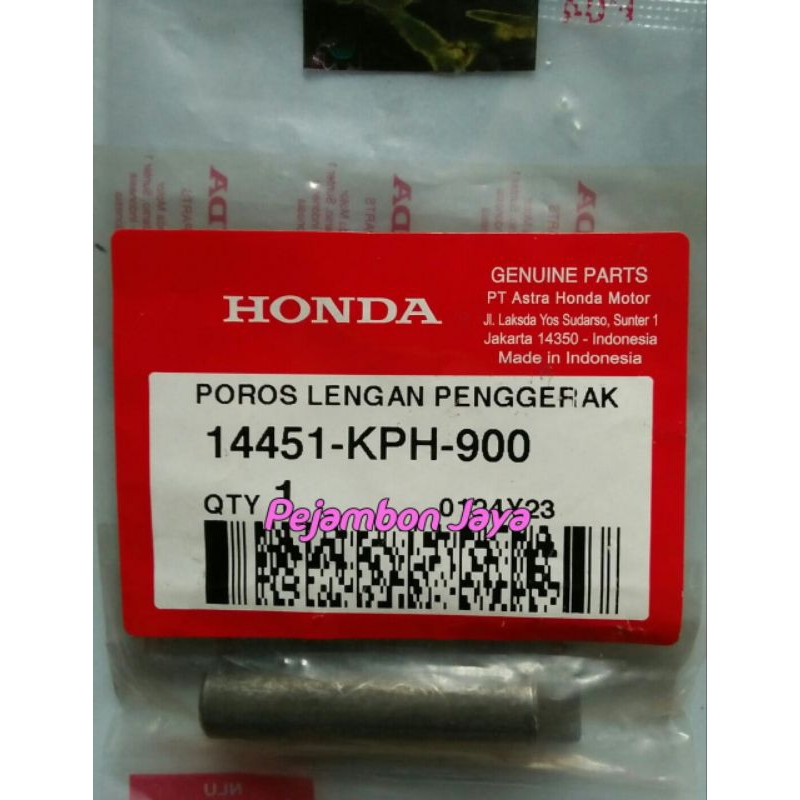 HONDA
GENUINE PARTS
PT Astra Honda Motor
Jl. Laksda Yos Sudarso, Sunter 1
Jakarta 14350 - Indonesia
Made in Indonesia
POROS LENGAN PENGGERAK
14451-KPH-900
QTY 1
Pejambon Jaya